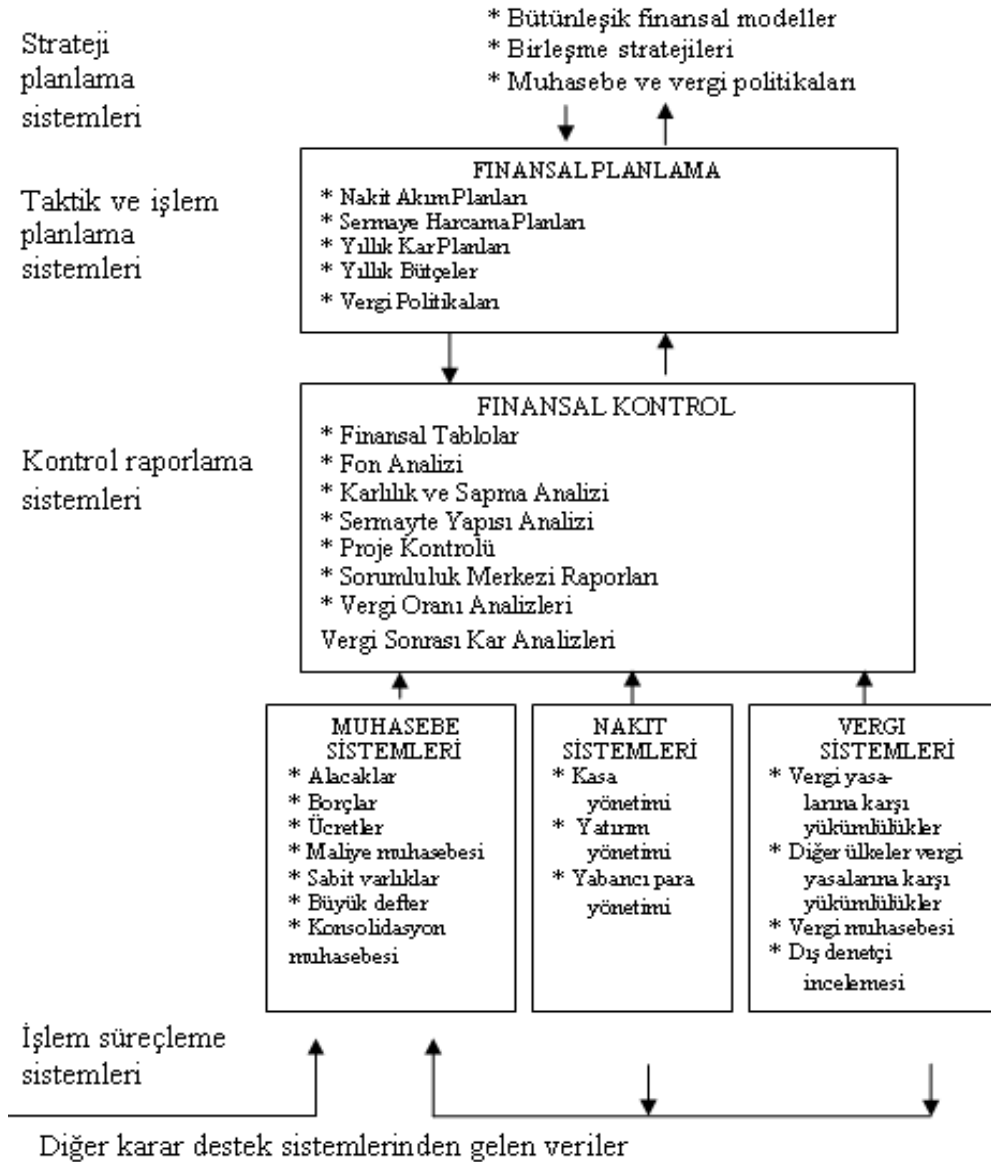 Strateji
planlama
sistemleri
* Bütünleşik finansal modeller
* Birleşme stratejileri
* Muhasebe ve vergi politikaları
Taktik ve işlem
planlama
sistemleri
FINANSAL PLANLAMA
* Nakit Akım Planları
* Sermaye Harcama Planları
* Yıllık Kar Planları
* Yıllık Bütçeler
* Vergi Politikaları
Kontrol raporlama
sistemleri
FINANSAL KONTROL
* Finansal Tablolar
* Fon Analizi
* Karlılık ve Sapma Analizi
* Sermayte Yapısı Analizi
* Proje Kontrolü
* Sorumluluk Merkezi Raporları
* Vergi Oranı Analizleri
Vergi Sonrası Kar Analizleri
MUHASEBE
SİSTEMLERİ
* Alacaklar
* Borçlar
* Ücretler
* Maliye muhasebesi
* Sabit varlıklar
* Büyük defter
* Konsolidasyon
muhasebesi
NAKIT
SİSTEMLERİ
* Kasa
yönetimi
* Yatırım
yönetimi
* Yabancı para
yönetimi
VERGI
SİSTEMLERİ
* Vergi yasa-
larına karşı
yükümlülükler
* Diğer ülkeler vergi
yasalarına karşı
yükümlülükler
* Vergi muhasebesi
* Dış denetçi
incelemesi
İşlem süreçleme
sistemleri
Diğer karar destek sistemlerinden gelen veriler